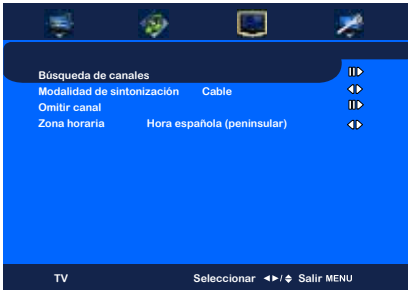 Búsqueda de canales
Modalidad de sintonización Cable
Omitir canal
Zona horaria Hora española (peninsular)
TV Seleccionar ◄►/⬍ Salir MENU